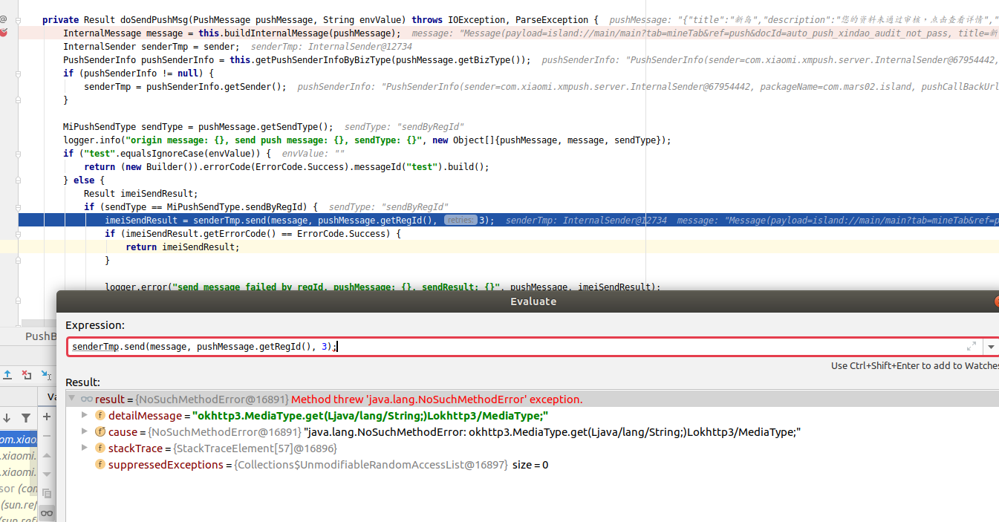 private Result doSendPushMsg(PushMessage pushMessage, String envValue) throws IOException, ParseException {  pushMessage: "{"title":"新岛","description":"您的资料未通过审核，点击查看详情","
InternalMessage message = this.buildInternalMessage(pushMessage);  message: "Message(payload=island://main/main?tab=mineTab&ref=push&docId=auto_push_xindao_audit_not_pass, title=新
InternalSender senderTmp = sender;  senderTmp: InternalSender@12734
PushSenderInfo pushSenderInfo = this.getPushSenderInfoByBizType(pushMessage.getBizType());  pushSenderInfo: "PushSenderInfo(sender=com.xiaomi.xmpush.server.InternalSender@67954442,
if (pushSenderInfo != null) {
senderTmp = pushSenderInfo.getSender();  pushSenderInfo: "PushSenderInfo(sender=com.xiaomi.xmpush.server.InternalSender@67954442, packageName=com.mars02.island, pushCallBackUrl
}
MiPushSendType sendType = pushMessage.getSendType();  sendType: "sendByRegId"
logger.info("origin message: {}, send push message: {}, sendType: {}", new Object[]{pushMessage, message, sendType});
if ("test".equalsIgnoreCase(envValue)) {  envValue: ""
return (new Builder()).errorCode(ErrorCode.Success).messageId("test").build();
} else {
Result imeiSendResult;
if (sendType == MiPushSendType.sendByRegId) {  sendType: "sendByRegId"
imeiSendResult = senderTmp.send(message, pushMessage.getRegId(), retries: 3);  senderTmp: InternalSender@12734  message: "Message(payload=island://main/main?tab=mineTab&ref=p
if (imeiSendResult.getErrorCode() == ErrorCode.Success) {
return imeiSendResult;
}
logger.error("send message failed by regId, pushMessage: {}, sendResult: {}", pushMessage, imeiSendResult);
Evaluate
Expression:
PushB
senderTmp.send(message, pushMessage.getRegId(), 3);
Use Ctrl+Shift+Enter to add to Watches
Result:
Va
result = {NoSuchMethodError@16891} Method threw 'java.lang.NoSuchMethodError' exception.
detailMessage = "okhttp3.MediaType.get(Ljava/lang/String;)Lokhttp3/MediaType;"
cause = {NoSuchMethodError@16891} "java.lang.NoSuchMethodError: okhttp3.MediaType.get(Ljava/lang/String;)Lokhttp3/MediaType;"
stackTrace = {StackTraceElement[57]@16896}
suppressedExceptions = {Collections$UnmodifiableRandomAccessList@16897}  size = 0
om.xiao
.xiaomi.
.xiaomi.
sor (con
(sun.ref
(sun.refl